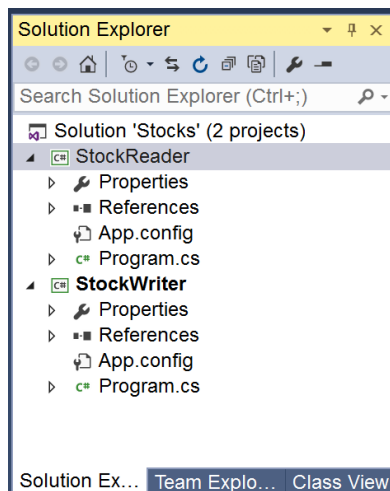 Solution Explorer
Search Solution Explorer (Ctrl+;)
Solution 'Stocks' (2 projects)
C# StockReader
Properties
References
App.config
C# Program.cs
C# StockWriter
Properties
References
App.config
C# Program.cs
Solution Ex... Team Explo... Class View